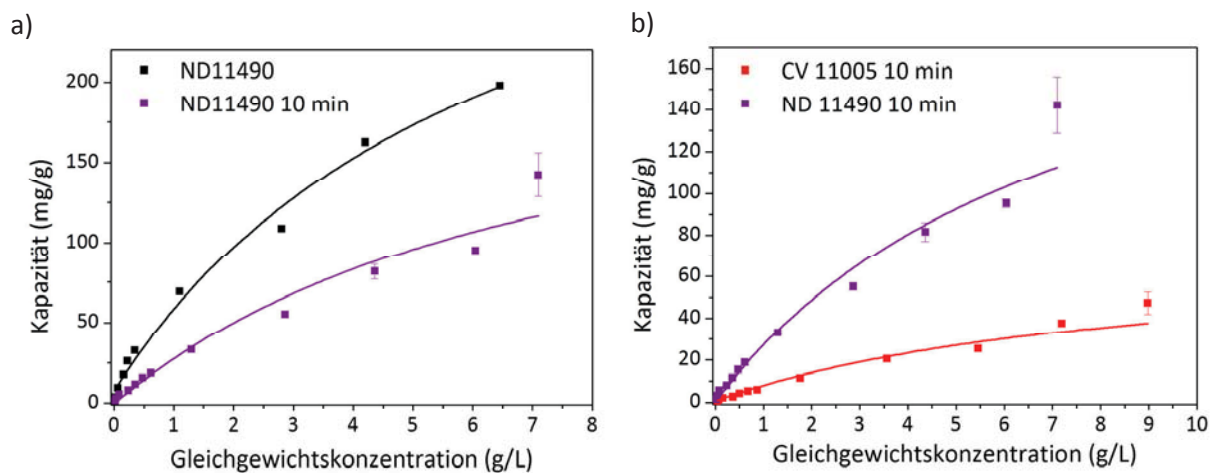 a)
ND11490
ND11490 10 min
Kapazität (mg/g)
200
150
100
50
0
0 1 2 3 4 5 6 7 8
Gleichgewichtskonzentration (g/L)
b)
CV 11005 10 min
ND 11490 10 min
Kapazität (mg/g)
160
140
120
100
80
60
40
20
0
0 1 2 3 4 5 6 7 8 9 10
Gleichgewichtskonzentration (g/L)